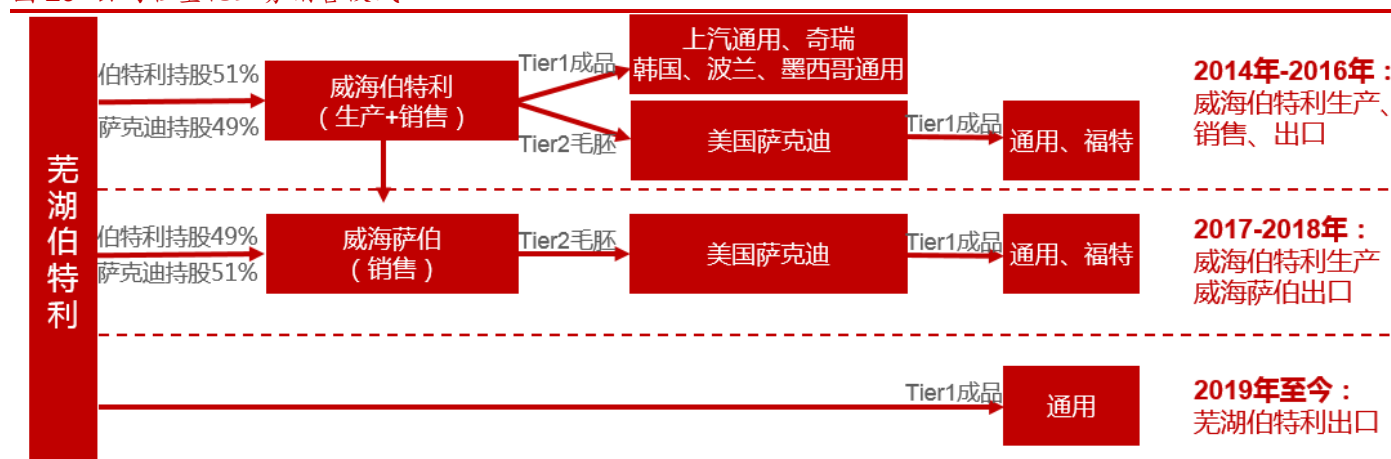 伯特利持股51%
萨克迪持股49%
威海伯特利
（生产+销售）
Tier1成品
Tier2毛胚
上汽通用、奇瑞
韩国、波兰、墨西哥通用
美国萨克迪
Tier1成品
通用、福特
2014年-2016年：
威海伯特利生产、
销售、出口
芜湖伯特利
伯特利持股49%
萨克迪持股51%
威海萨伯
（销售）
Tier2毛胚
美国萨克迪
Tier1成品
通用、福特
2017-2018年：
威海伯特利生产
威海萨伯出口
Tier1成品
通用
2019年至今：
芜湖伯特利出口